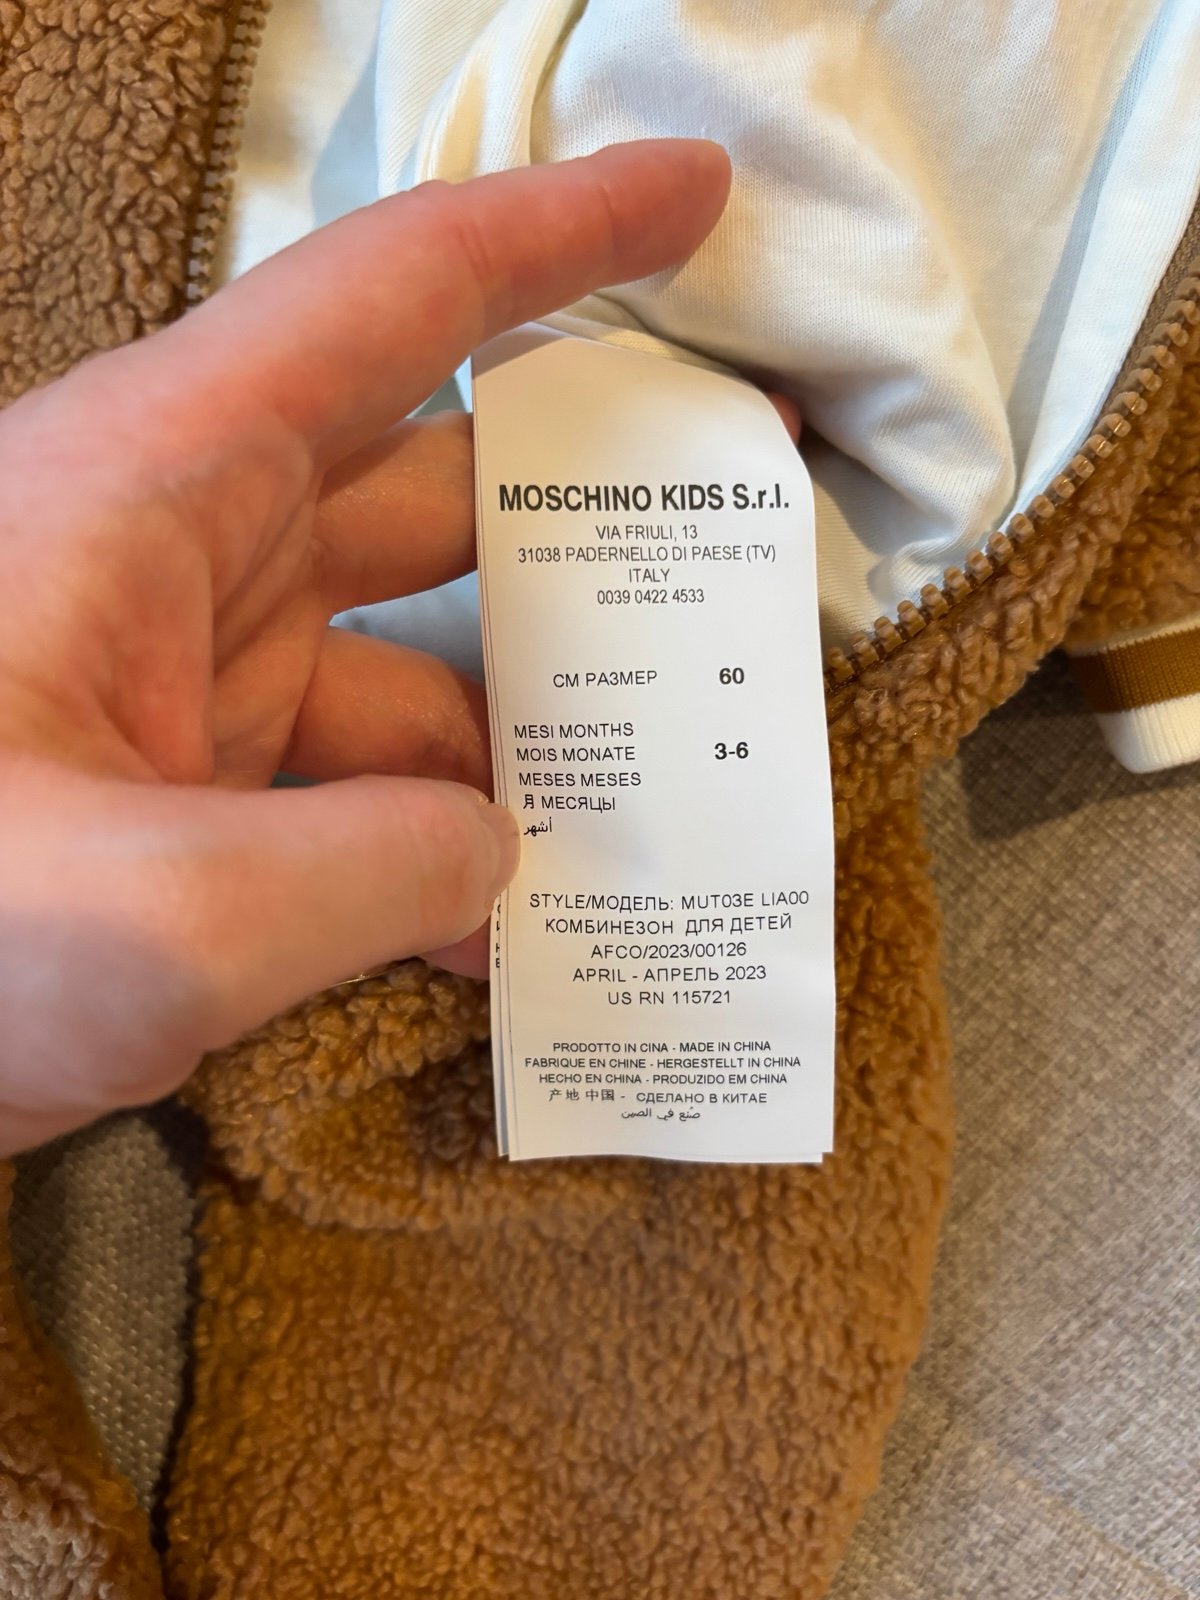 MOSCHINO KIDS S.r.l.
VIA FRIULI, 13
31038 PADERNELLO DI PAESE (TV)
ITALY
0039 0422 4533
СМ РАЗМЕР 60
MESI MONTHS
MOIS MONATE 3-6
MESES MESES
月 МЕСЯЦЫ
أشهر
STYLE/МОДЕЛЬ: MUT03E LIA00
КОМБИНЕЗОН ДЛЯ ДЕТЕЙ
AFCO/2023/00126
APRIL - АПРЕЛЬ 2023
US RN 115721
PRODOTTO IN CINA - MADE IN CHINA
FABRIQUE EN CHINE - HERGESTELLT IN CHINA
HECHO EN CHINA - PRODUZIDO EM CHINA
产地 中国 - СДЕЛАНО В КИТАЕ
صُنع في الصين